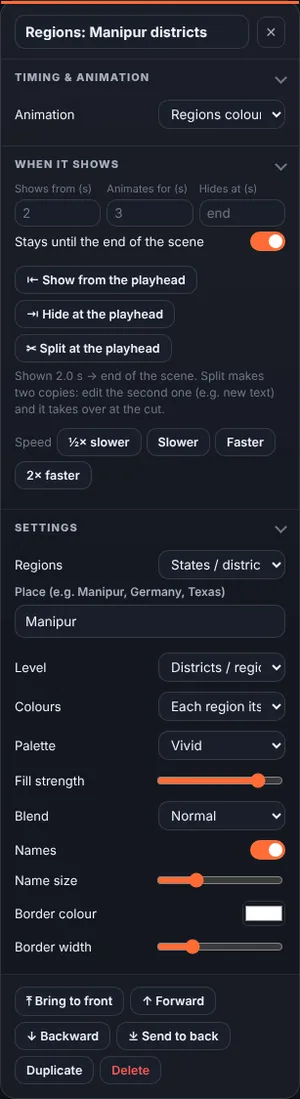 Regions: Manipur districts ✕
TIMING & ANIMATION
Animation Regions colour
WHEN IT SHOWS
Shows from (s) Animates for (s) Hides at (s)
2 3 end
Stays until the end of the scene
⇤ Show from the playhead
⇥ Hide at the playhead
✂ Split at the playhead
Shown 2.0 s → end of the scene. Split makes
two copies: edit the second one (e.g. new text)
and it takes over at the cut.
Speed ½× slower Slower Faster
2× faster
SETTINGS
Regions States / distric
Place (e.g. Manipur, Germany, Texas)
Manipur
Level Districts / regic
Colours Each region its
Palette Vivid
Fill strength
Blend Normal
Names
Name size
Border colour
Border width
⤒ Bring to front ↑ Forward
↓ Backward ⤓ Send to back
Duplicate Delete